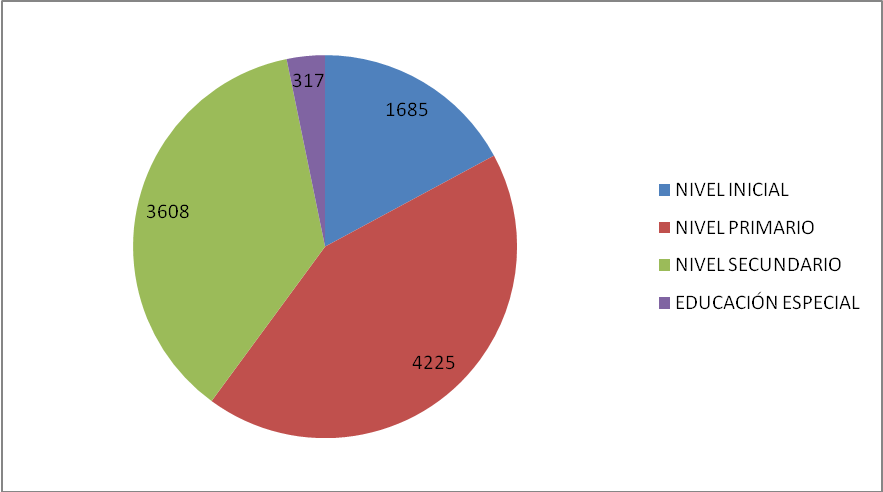 317
1685
3608
4225
NIVEL INICIAL
NIVEL PRIMARIO
NIVEL SECUNDARIO
EDUCACIÓN ESPECIAL